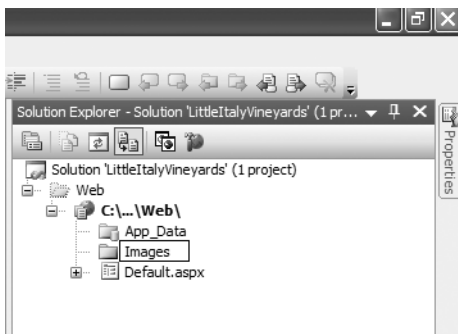 Solution Explorer - Solution 'LittleItalyVineyards' (1 pr...
Properties
Solution 'LittleItalyVineyards' (1 project)
Web
C:\...\Web\
App_Data
Images
Default.aspx